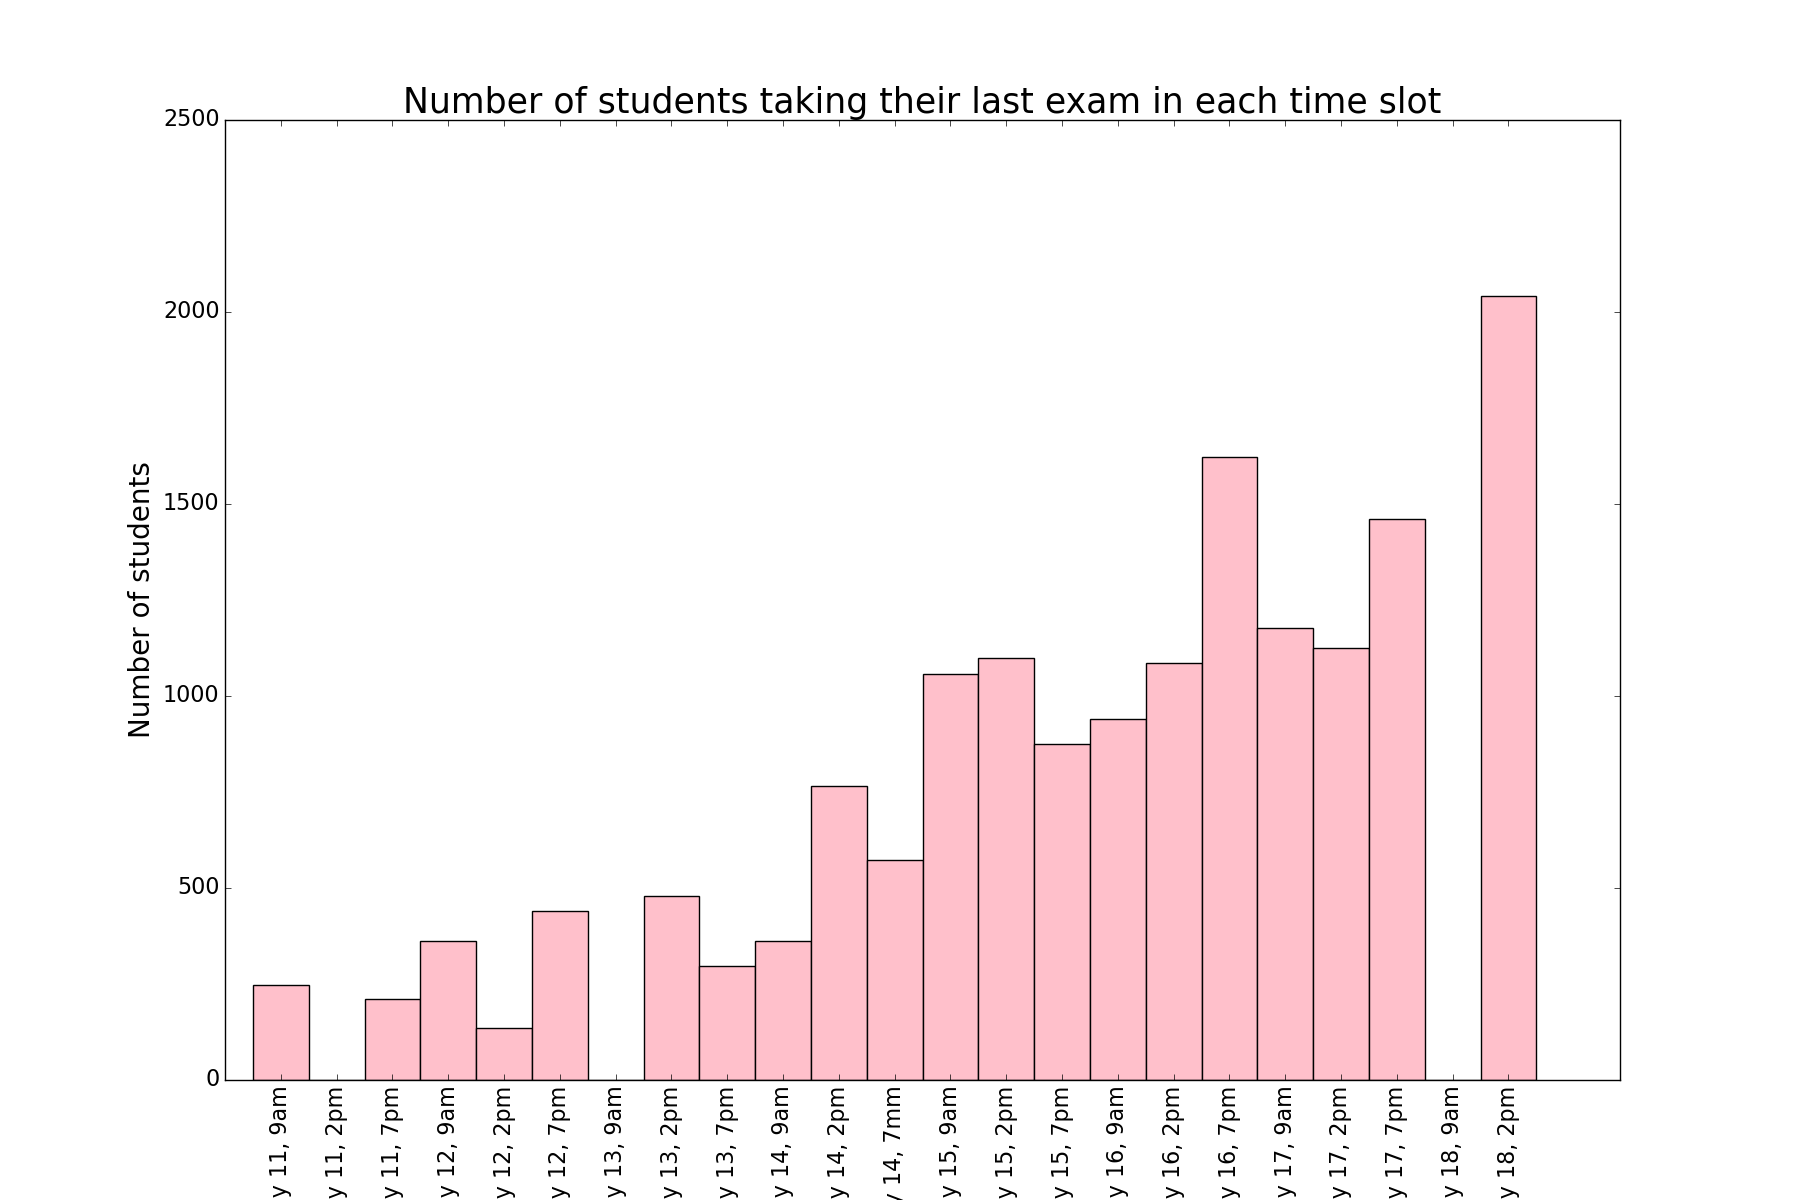 Number of students taking their last exam in each time slot
Number of students
2500
2000
1500
1000
500
0
y 11, 9am
y 11, 2pm
y 11, 7pm
y 12, 9am
y 12, 2pm
y 12, 7pm
y 13, 9am
y 13, 2pm
y 13, 7pm
y 14, 9am
y 14, 2pm
y 14, 7mm
y 15, 9am
y 15, 2pm
y 15, 7pm
y 16, 9am
y 16, 2pm
y 16, 7pm
y 17, 9am
y 17, 2pm
y 17, 7pm
y 18, 9am
y 18, 2pm